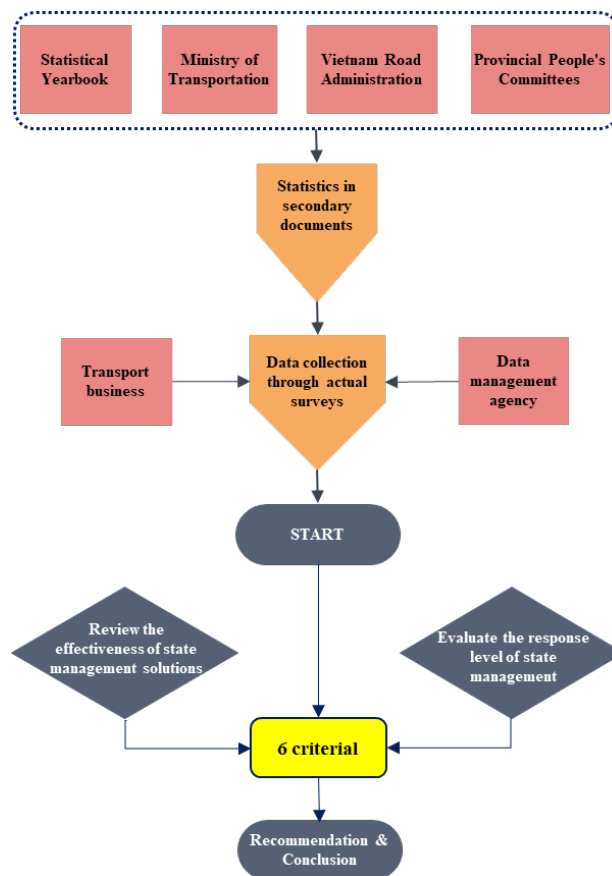 Statistical
Yearbook
Ministry of
Transportation
Vietnam Road
Administration
Provincial People's
Committees
Statistics in
secondary
documents
Transport
business
Data collection
through actual
surveys
Data
management
agency
START
Review the
effectiveness of state
management solutions
Evaluate the response
level of state
management
6 criterial
Recommendation &
Conclusion